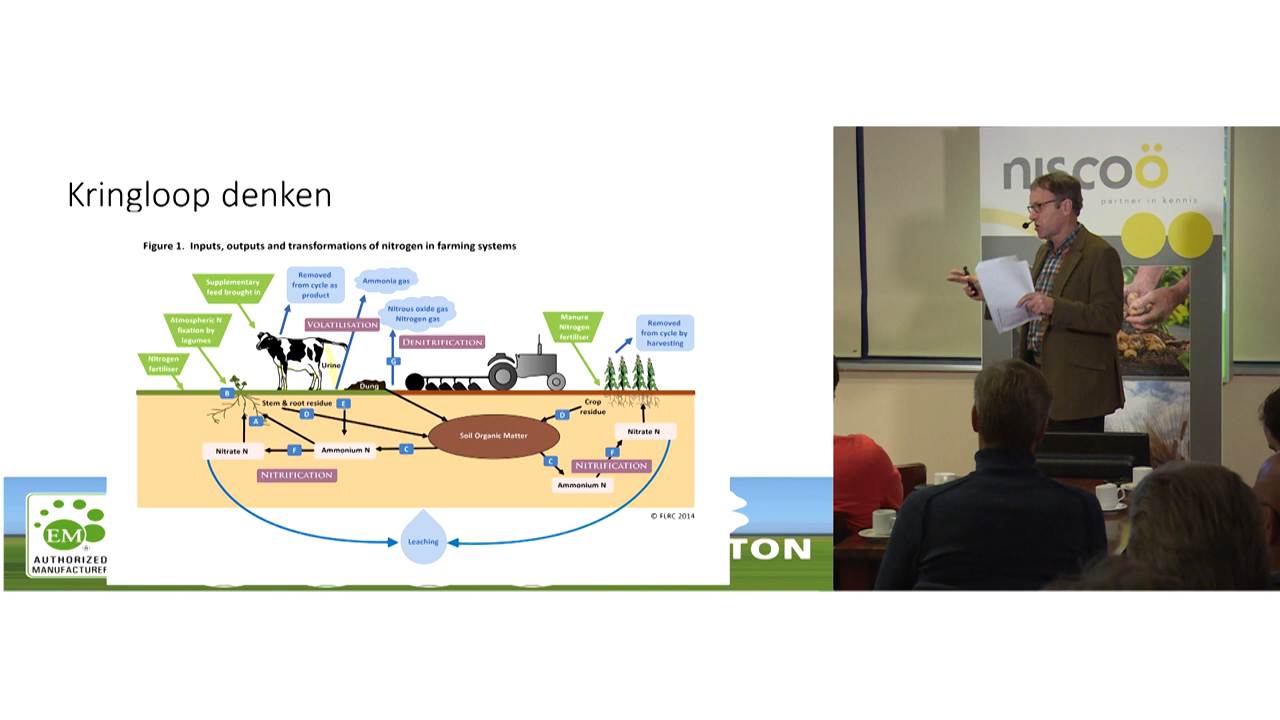 Kringloop denken
Figure 1. Inputs, outputs and transformations of nitrogen in farming systems
Supplementary
feed brought in
Removed
from cycle as
product
Ammonia gas
Nitrous oxide gas
Nitrogen gas
Atmospheric N
fixation by
legumes
VOLATILISATION
DENITRIFICATION
Manure
Nitrogen
fertiliser
Removed
from cycle by
harvesting
Nitrogen
fertiliser
Urine
G
Dung
B
Stem & root residue
E
D
A
D
Crop
residue
Soil Organic Matter
Nitrate N
F
Ammonium N
C
Nitrate N
F
C
NITRIFICATION
NITRIFICATION
Ammonium N
© FLRC 2014
Leaching
EM
®
AUTHORIZED
MANUFACTURER
TON
niscoö
partner in kennis